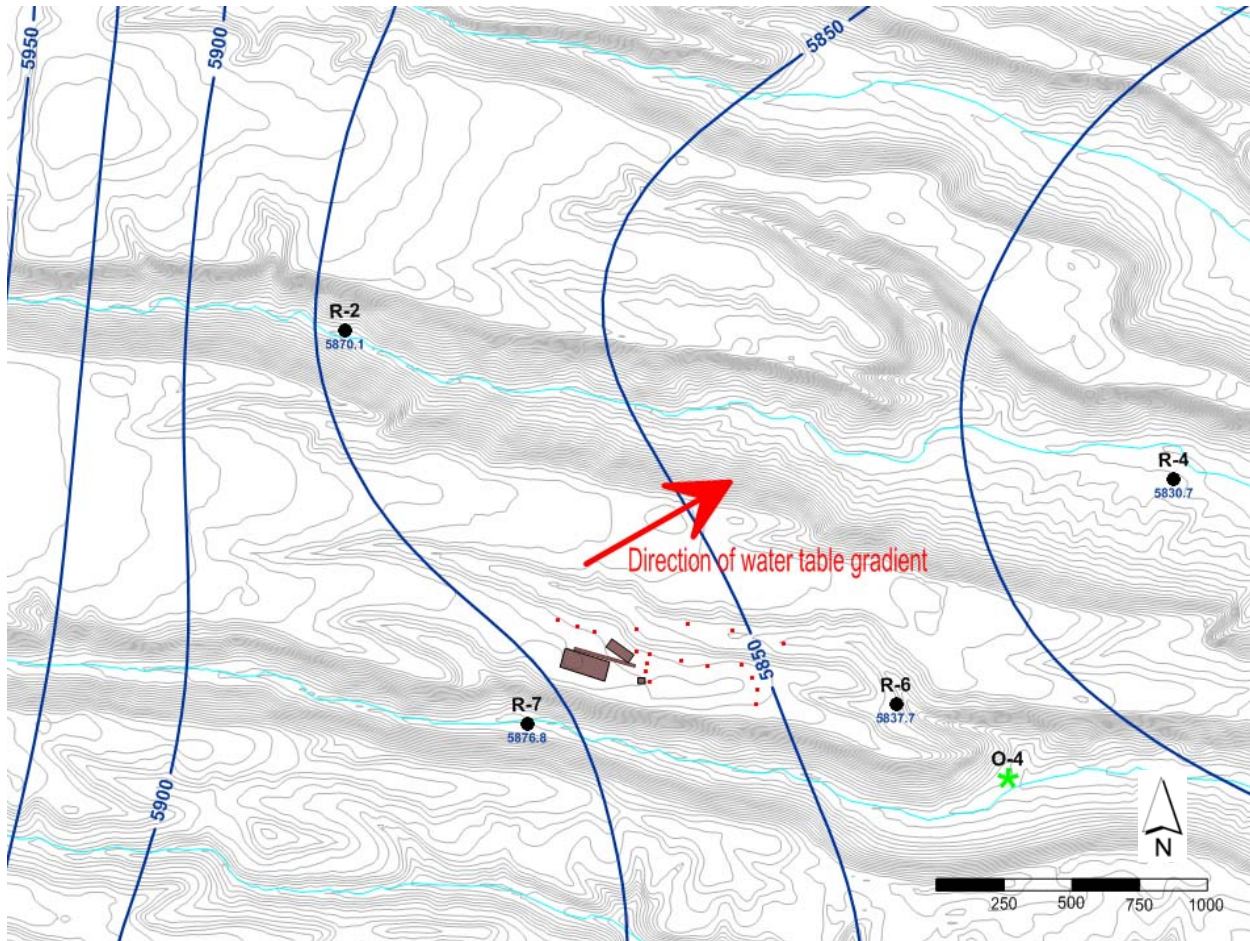 5950
5900
5850
R-2
5870.1
R-4
5830.7
Direction of water table gradient
5850
R-6
5837.7
R-7
5876.8
O-4
5900
N
250 500 750 1000